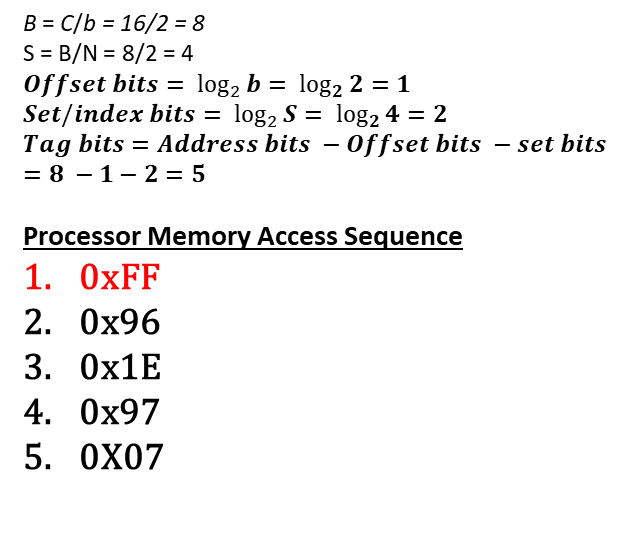 B = C/b = 16/2 = 8
S = B/N = 8/2 = 4
Offset bits = log₂ b = log₂ 2 = 1
Set/index bits = log₂ S = log₂ 4 = 2
Tag bits = Address bits − Offset bits − set bits
= 8 − 1 − 2 = 5
Processor Memory Access Sequence
1. 0xFF
2. 0x96
3. 0x1E
4. 0x97
5. 0X07